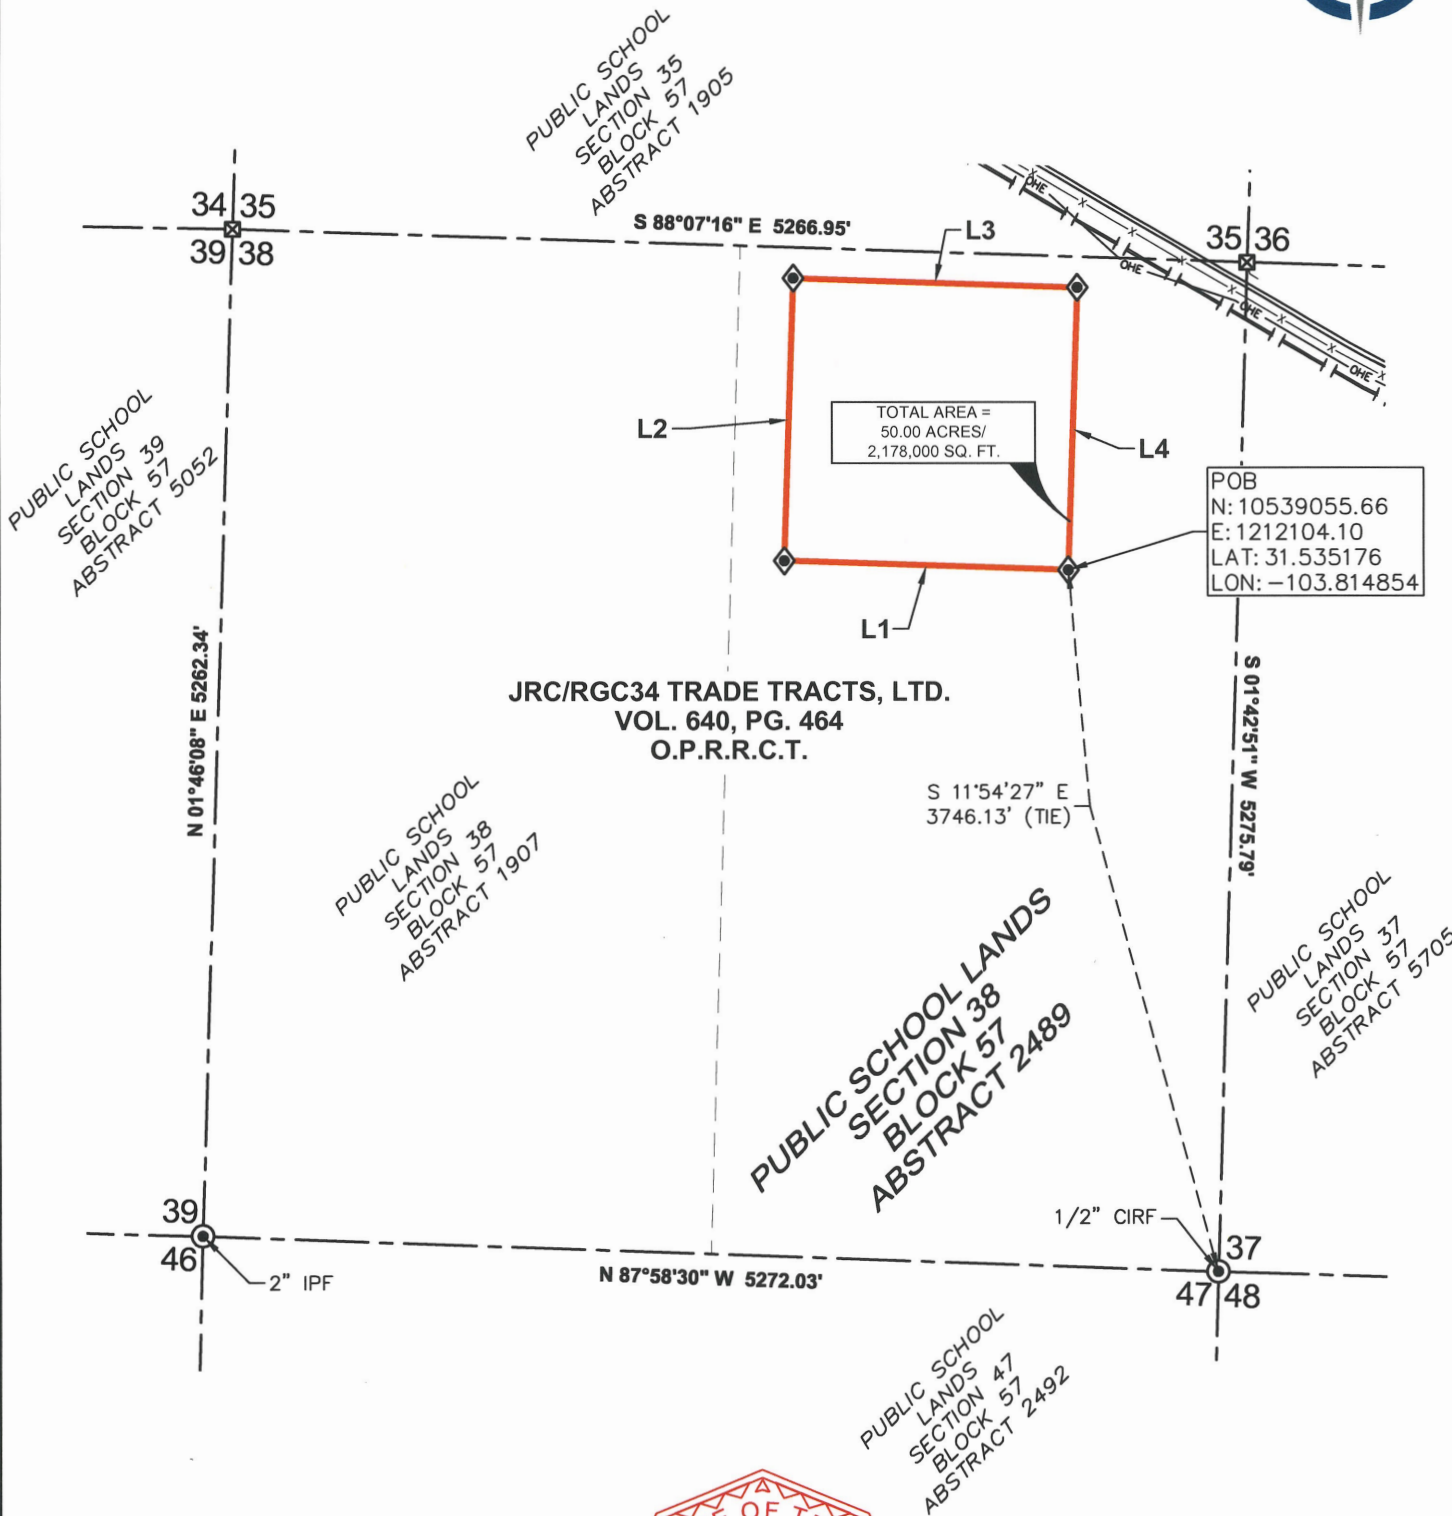 PUBLIC SCHOOL
LANDS
SECTION 35
BLOCK 57
ABSTRACT 1905
34 35
39 38
S 88°07'16" E 5266.95'
L3
35 36
OHE
OHE
OHE
OHE
X
X
X
X
X
X
X
L2
TOTAL AREA =
50.00 ACRES/
2,178,000 SQ. FT.
L4
POB
N: 10539055.66
E: 1212104.10
LAT: 31.535176
LON: –103.814854
PUBLIC SCHOOL
LANDS
SECTION 39
BLOCK 57
ABSTRACT 5052
L1
N 01°46'08" E 5262.34'
JRC/RGC34 TRADE TRACTS, LTD.
VOL. 640, PG. 464
O.P.R.R.C.T.
S 01°42'51" W 5275.79'
S 11°54'27" E
3746.13' (TIE)
PUBLIC SCHOOL
LANDS
SECTION 38
BLOCK 57
ABSTRACT 1907
PUBLIC SCHOOL LANDS
SECTION 38
BLOCK 57
ABSTRACT 2489
PUBLIC SCHOOL
LANDS
SECTION 37
BLOCK 57
ABSTRACT 5705
39
46
2" IPF
N 87°58'30" W 5272.03'
1/2" CIRF
37
47 48
PUBLIC SCHOOL
LANDS
SECTION 47
BLOCK 57
ABSTRACT 2492
OF